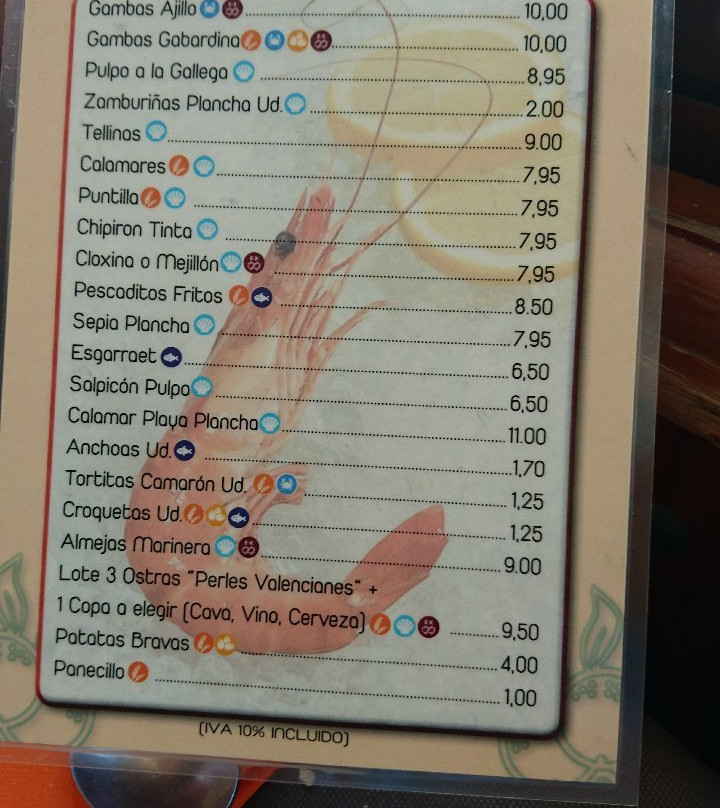 Gambas Ajillo 10,00
Gambas Gabardina 10,00
Pulpo a la Gallega 8,95
Zamburiñas Plancha Ud. 2.00
Tellinas 9.00
Calamares 7,95
Puntilla 7,95
Chipiron Tinta 7,95
Cloxina o Mejillón 7,95
Pescaditos Fritos 8.50
Sepia Plancha 7,95
Esgarraet 6,50
Salpicón Pulpo 6,50
Calamar Playa Plancha 11.00
Anchoas Ud. 1,70
Tortitas Camarón Ud. 1,25
Croquetas Ud. 1,25
Almejas Marinera 9.00
Lote 3 Ostras "Perles Valencianes" +
1 Copa a elegir (Cava, Vino, Cerveza) 9,50
Patatas Bravas 4,00
Panecillo 1,00
(IVA 10% INCLUIDO)